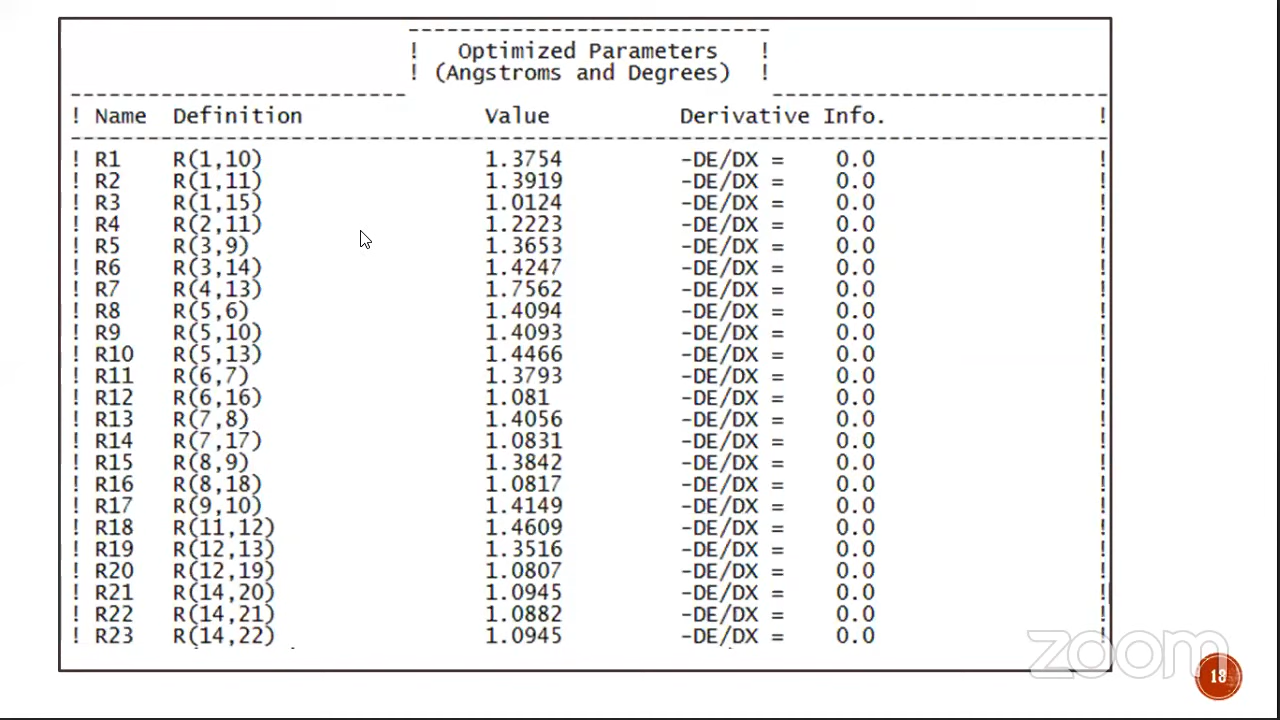 ---------------------------
! Optimized Parameters !
! (Angstroms and Degrees) !
-------------------------- --------------------------
! Name Definition Value Derivative Info. !
--------------------------------------------------------------------------------
! R1 R(1,10) 1.3754 -DE/DX = 0.0 !
! R2 R(1,11) 1.3919 -DE/DX = 0.0 !
! R3 R(1,15) 1.0124 -DE/DX = 0.0 !
! R4 R(2,11) 1.2223 -DE/DX = 0.0 !
! R5 R(3,9) 1.3653 -DE/DX = 0.0 !
! R6 R(3,14) 1.4247 -DE/DX = 0.0 !
! R7 R(4,13) 1.7562 -DE/DX = 0.0 !
! R8 R(5,6) 1.4094 -DE/DX = 0.0 !
! R9 R(5,10) 1.4093 -DE/DX = 0.0 !
! R10 R(5,13) 1.4466 -DE/DX = 0.0 !
! R11 R(6,7) 1.3793 -DE/DX = 0.0 !
! R12 R(6,16) 1.081 -DE/DX = 0.0 !
! R13 R(7,8) 1.4056 -DE/DX = 0.0 !
! R14 R(7,17) 1.0831 -DE/DX = 0.0 !
! R15 R(8,9) 1.3842 -DE/DX = 0.0 !
! R16 R(8,18) 1.0817 -DE/DX = 0.0 !
! R17 R(9,10) 1.4149 -DE/DX = 0.0 !
! R18 R(11,12) 1.4609 -DE/DX = 0.0 !
! R19 R(12,13) 1.3516 -DE/DX = 0.0 !
! R20 R(12,19) 1.0807 -DE/DX = 0.0 !
! R21 R(14,20) 1.0945 -DE/DX = 0.0 !
! R22 R(14,21) 1.0882 -DE/DX = 0.0 !
! R23 R(14,22) 1.0945 -DE/DX = 0.0 !
zoom
13